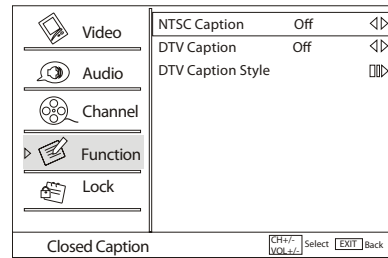 Video
Audio
Channel
Function
Lock
NTSC Caption Off
DTV Caption Off
DTV Caption Style
Closed Caption
CH+/- VOL+/- Select EXIT Back